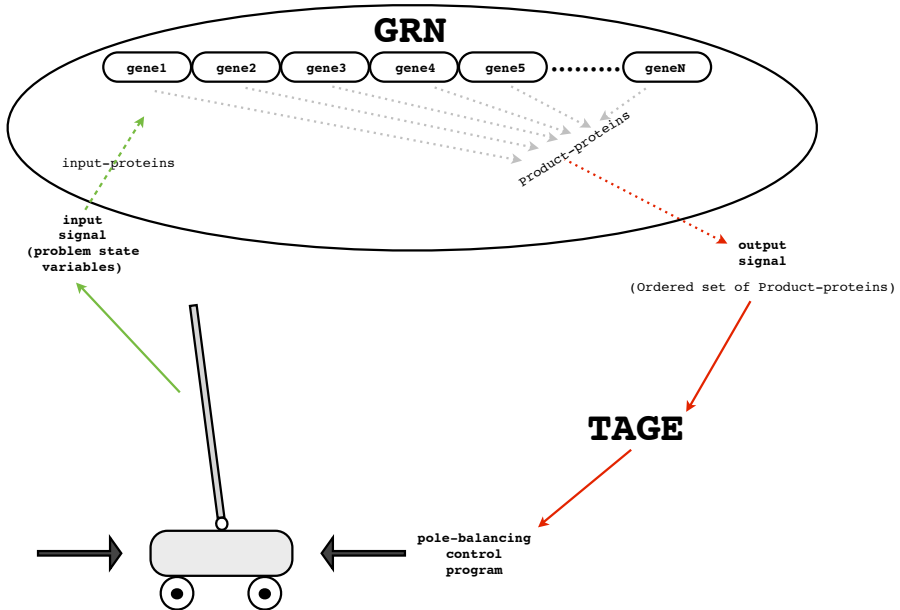 GRN
gene1 gene2 gene3 gene4 gene5 geneN
Product-proteins
input-proteins
input
signal
(problem state
variables)
output
signal
(Ordered set of Product-proteins)
TAGE
pole-balancing
control
program